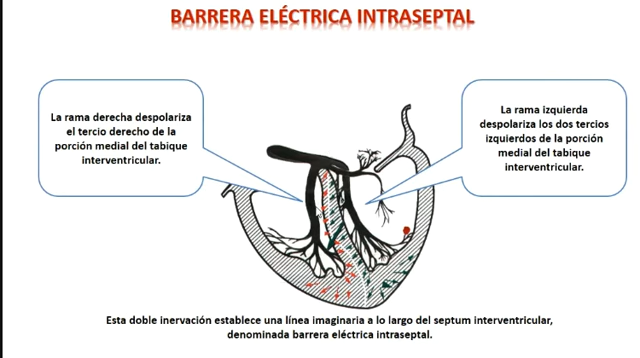 BARRERA ELÉCTRICA INTRASEPTAL
La rama derecha despolariza
el tercio derecho de la
porción medial del tabique
interventricular.
La rama izquierda
despolariza los dos tercios
izquierdos de la porción
medial del tabique
interventricular.
Esta doble inervación establece una línea imaginaria a lo largo del septum interventricular,
denominada barrera eléctrica intraseptal.